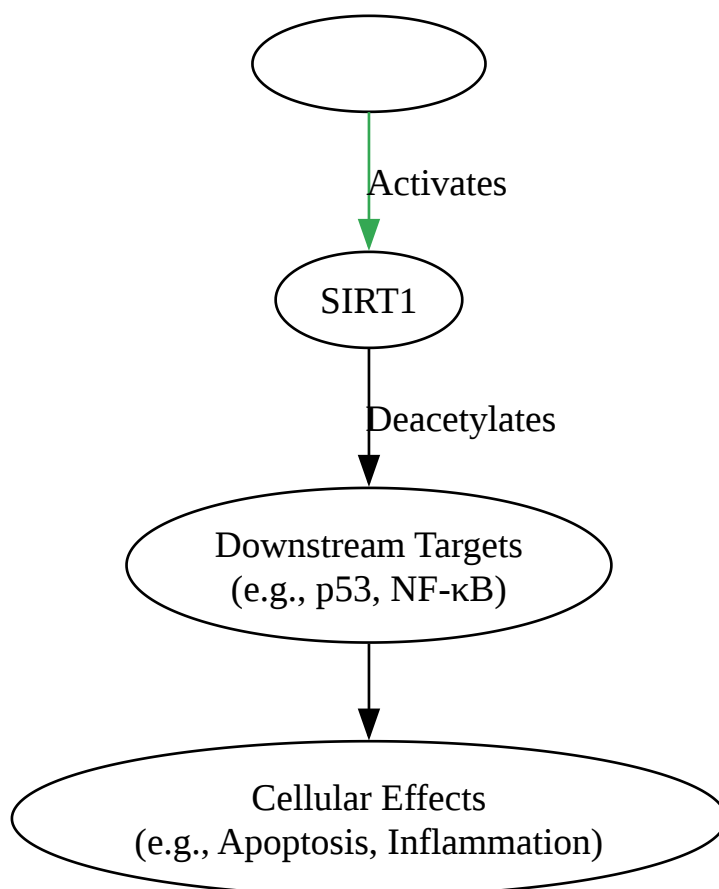 Activates
SIRT1
Deacetylates
Downstream Targets
(e.g., p53, NF-κB)
Cellular Effects
(e.g., Apoptosis, Inflammation)